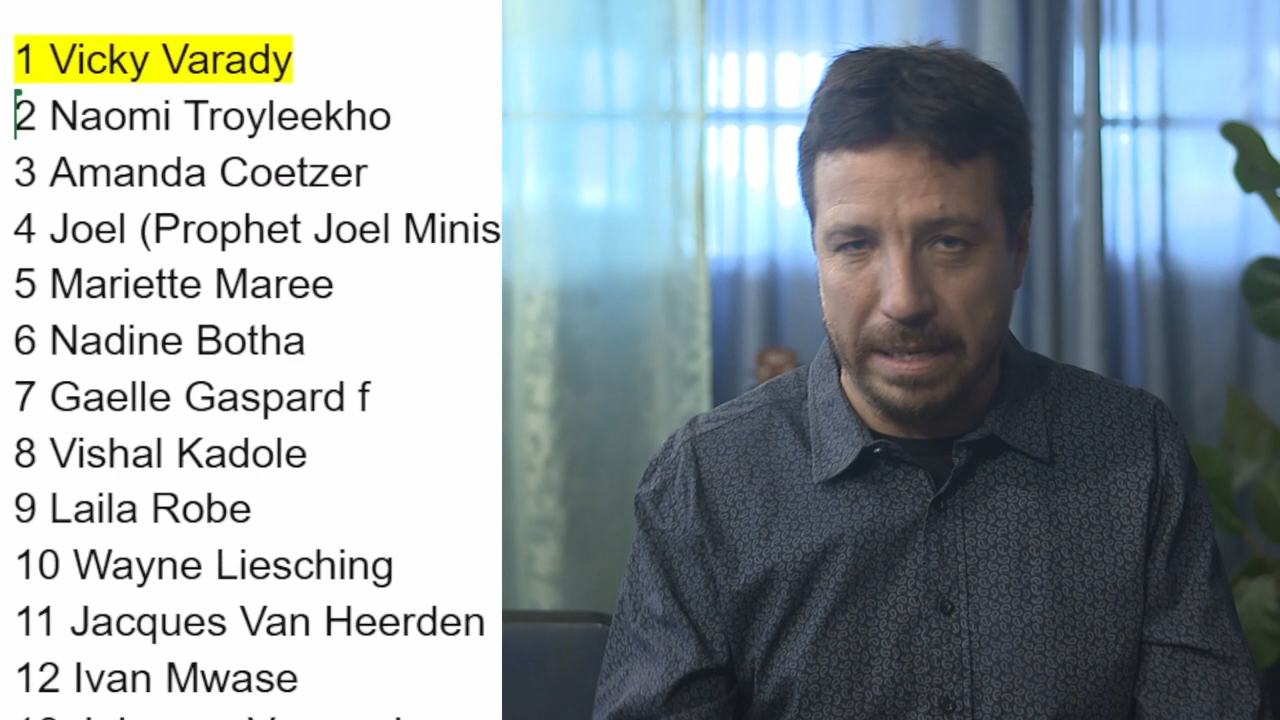 1 Vicky Varady
2 Naomi Troyleekho
3 Amanda Coetzer
4 Joel (Prophet Joel Minis
5 Mariette Maree
6 Nadine Botha
7 Gaelle Gaspard f
8 Vishal Kadole
9 Laila Robe
10 Wayne Liesching
11 Jacques Van Heerden
12 Ivan Mwase